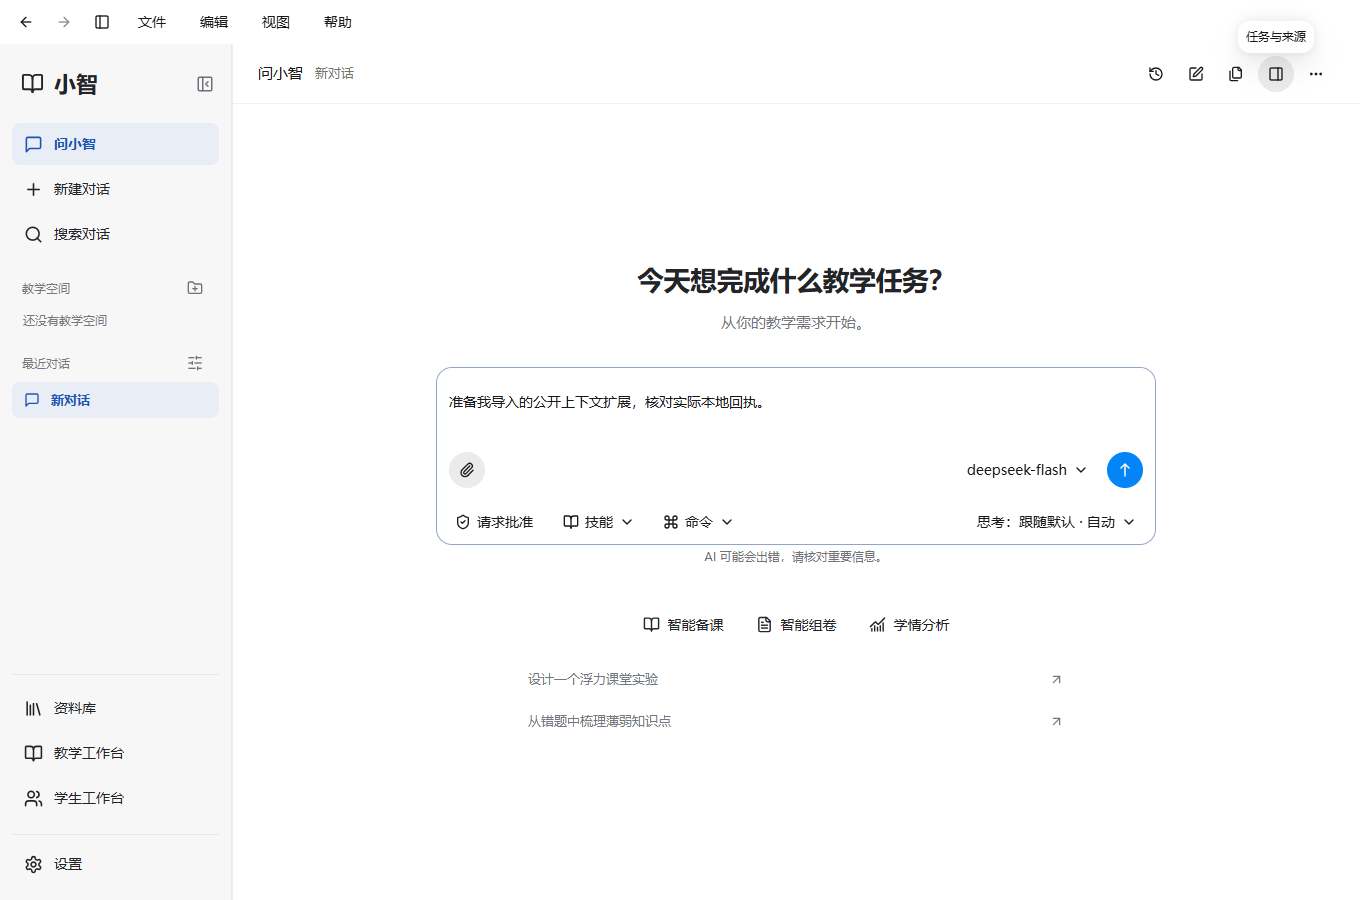 文件 编辑 视图 帮助
任务与来源
小智
问小智 新对话
问小智
新建对话
搜索对话
教学空间
还没有教学空间
最近对话
新对话
今天想完成什么教学任务？
从你的教学需求开始。
准备我导入的公开上下文扩展，核对实际本地回执。
deepseek-flash
请求批准 技能 命令 思考：跟随默认 · 自动
AI 可能会出错，请核对重要信息。
智能备课 智能组卷 学情分析
设计一个浮力课堂实验
从错题中梳理薄弱知识点
资料库
教学工作台
学生工作台
设置